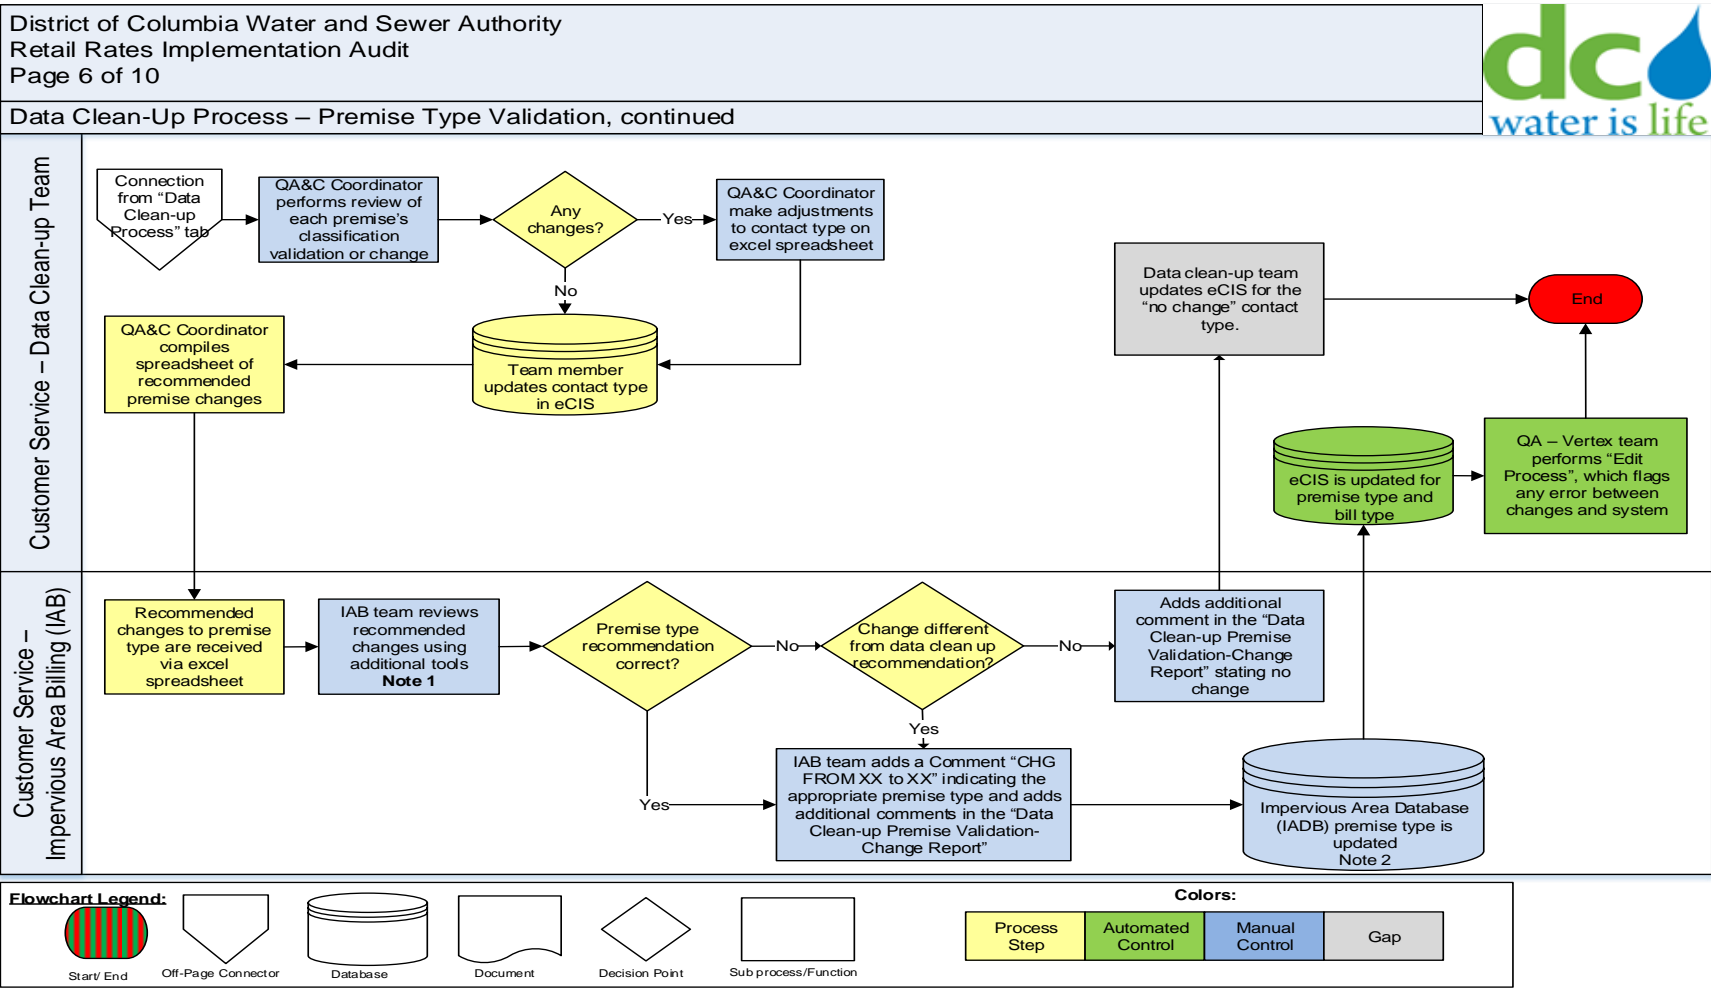 District of Columbia Water and Sewer Authority
Retail Rates Implementation Audit
Page 6 of 10
dc
water is life
Data Clean-Up Process – Premise Type Validation, continued
Customer Service – Data Clean-up Team
Connection
from “Data
Clean-up
Process” tab
QA&C Coordinator
performs review of
each premise’s
classification
validation or change
Any
changes?
Yes
No
QA&C Coordinator
make adjustments
to contact type on
excel spreadsheet
Team member
updates contact type
in eCIS
QA&C Coordinator
compiles
spreadsheet of
recommended
premise changes
Data clean-up team
updates eCIS for the
“no change” contact
type.
End
eCIS is updated for
premise type and
bill type
QA – Vertex team
performs “Edit
Process”, which flags
any error between
changes and system
Customer Service –
Impervious Area Billing (IAB)
Recommended
changes to premise
type are received
via excel
spreadsheet
IAB team reviews
recommended
changes using
additional tools
Note 1
Premise type
recommendation
correct?
No
Yes
Change different
from data clean up
recommendation?
No
Yes
Adds additional
comment in the “Data
Clean-up Premise
Validation-Change
Report” stating no
change
IAB team adds a Comment “CHG
FROM XX to XX” indicating the
appropriate premise type and adds
additional comments in the “Data
Clean-up Premise Validation-
Change Report”
Impervious Area Database
(IADB) premise type is
updated
Note 2
Flowchart Legend:
Start/ End
Off-Page Connector
Database
Document
Decision Point
Sub process/Function
Colors:
Process
Step
Automated
Control
Manual
Control
Gap